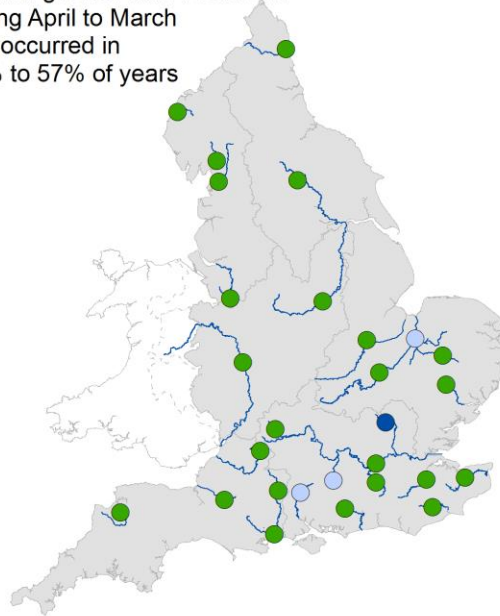 ng April to March
occurred in
to 57% of years